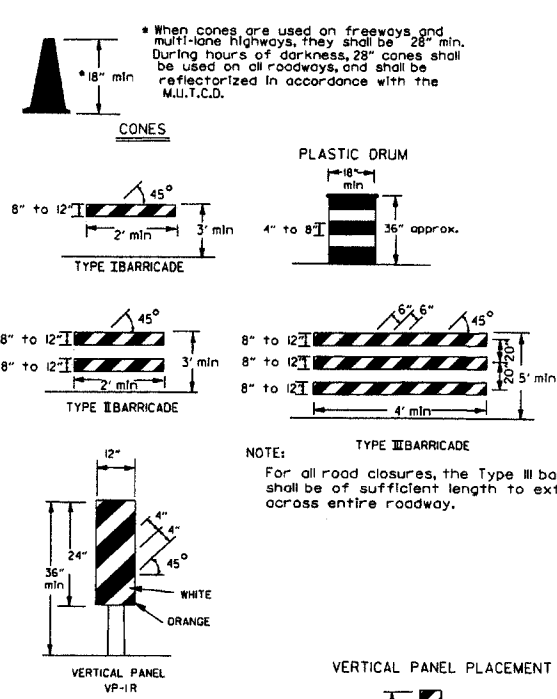 * When cones are used on freeways and
multi-lane highways, they shall be 28" min.
During hours of darkness, 28" cones shall
be used on all roadways, and shall be
reflectorized in accordance with the
M.U.T.C.D.
* 18" min
CONES
PLASTIC DRUM
18"
min
4" to 8"
36" approx.
45°
8" to 12"
2' min
3' min
TYPE I BARRICADE
45°
8" to 12"
8" to 12"
2' min
3' min
TYPE II BARRICADE
6" 6"
45°
8" to 12"
8" to 12"
8" to 12"
20"
20"
5' min
4' min
TYPE III BARRICADE
NOTE:
For all road closures, the Type III ba
shall be of sufficient length to ext
across entire roadway.
12"
4"
4"
45°
24"
36"
min
WHITE
ORANGE
VERTICAL PANEL
VP-1R
VERTICAL PANEL PLACEMENT